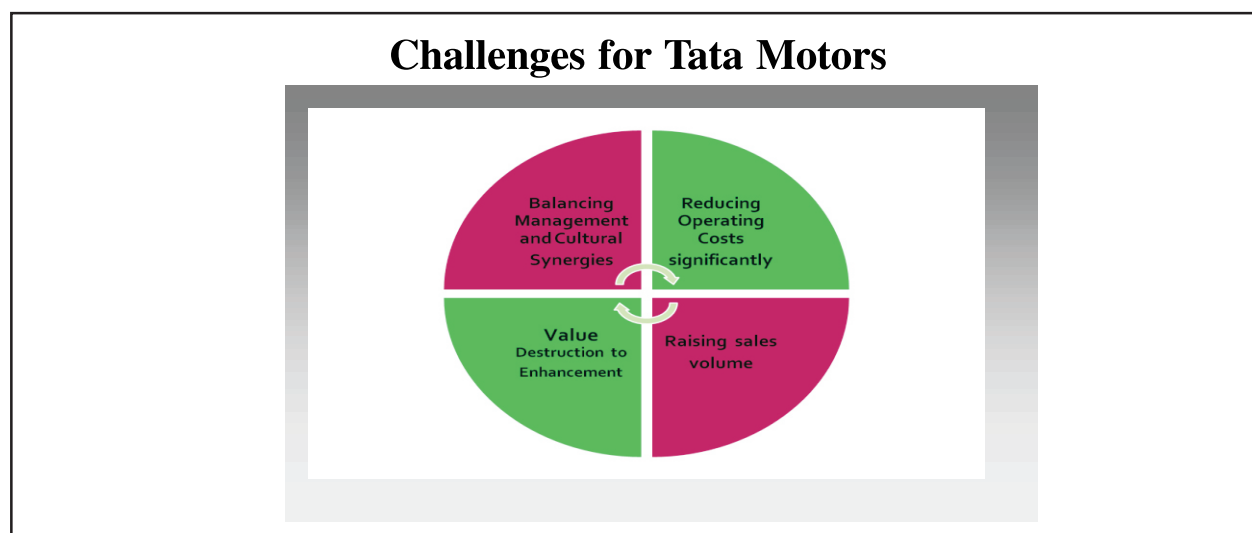 Challenges for Tata Motors
Balancing
Management
and Cultural
Synergies
Reducing
Operating
Costs
significantly
Value
Destruction to
Enhancement
Raising sales
volume